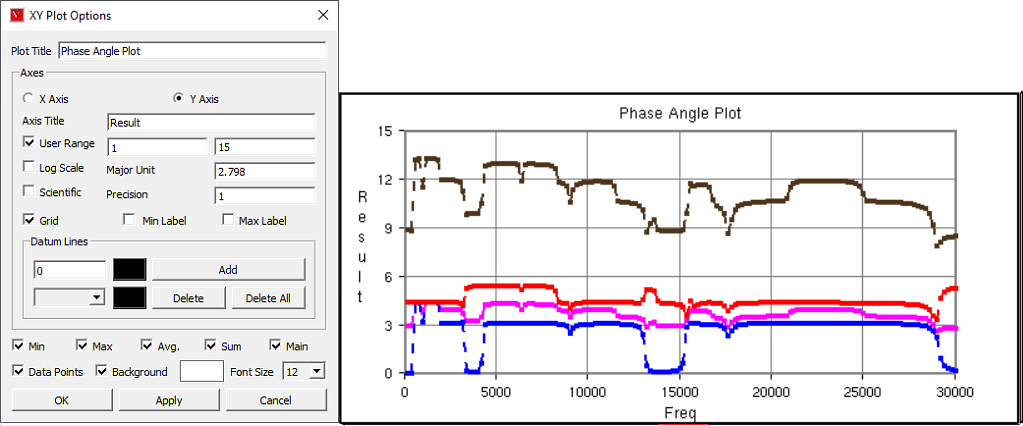 XY Plot Options
Plot Title Phase Angle Plot
Axes
X Axis Y Axis
Axis Title Result
User Range 1 15
Log Scale Major Unit 2.798
Scientific Precision 1
Grid Min Label Max Label
Datum Lines
0 Add
Delete Delete All
Min Max Avg. Sum Main
Data Points Background Font Size 12
OK Apply Cancel
Phase Angle Plot
Result
15
12
9
6
3
0
0 5000 10000 15000 20000 25000 30000
Freq